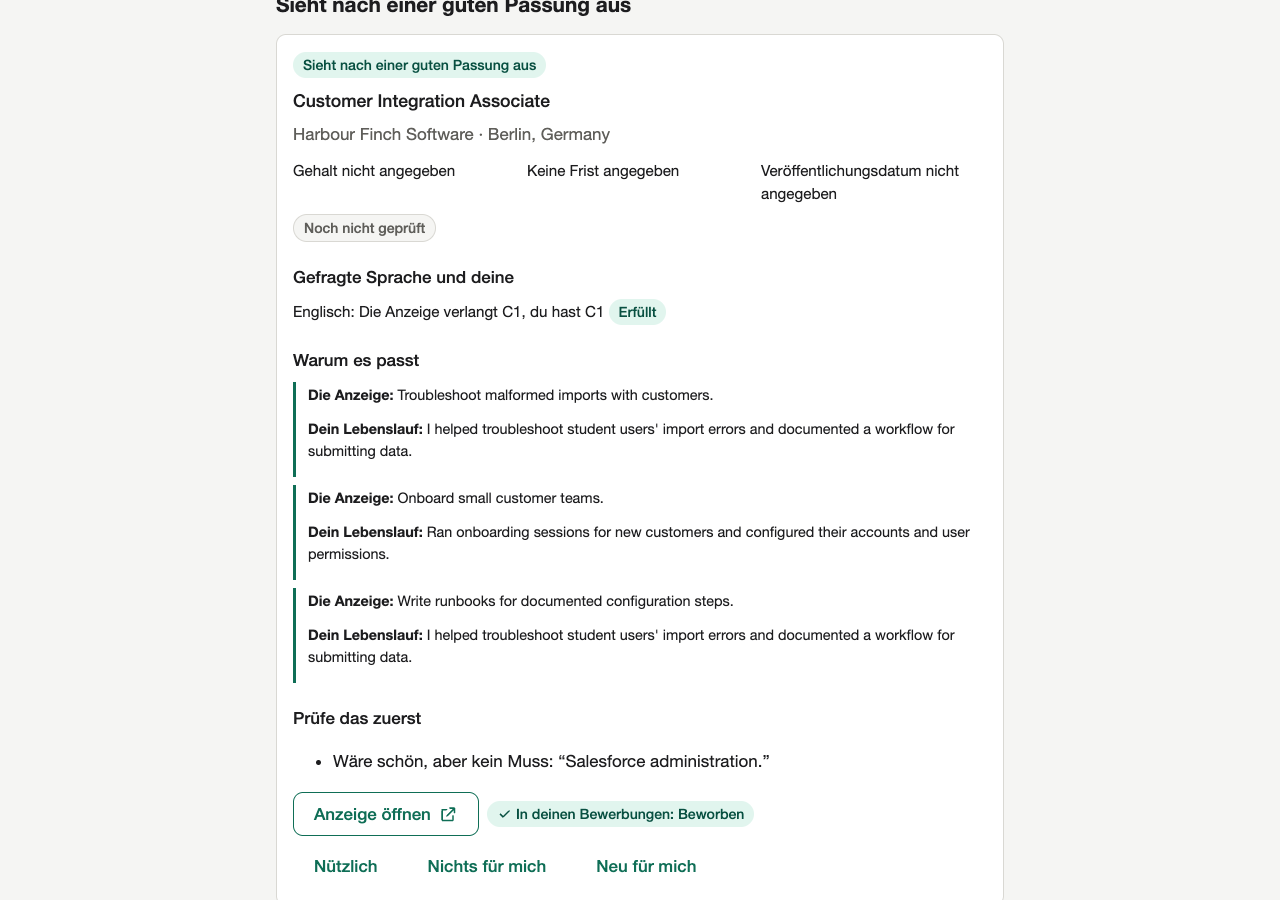 Sieht nach einer guten Passung aus
Sieht nach einer guten Passung aus
Customer Integration Associate
Harbour Finch Software · Berlin, Germany
Gehalt nicht angegeben
Keine Frist angegeben
Veröffentlichungsdatum nicht
angegeben
Noch nicht geprüft
Gefragte Sprache und deine
Englisch: Die Anzeige verlangt C1, du hast C1 Erfüllt
Warum es passt
Die Anzeige: Troubleshoot malformed imports with customers.
Dein Lebenslauf: I helped troubleshoot student users' import errors and documented a workflow for
submitting data.
Die Anzeige: Onboard small customer teams.
Dein Lebenslauf: Ran onboarding sessions for new customers and configured their accounts and user
permissions.
Die Anzeige: Write runbooks for documented configuration steps.
Dein Lebenslauf: I helped troubleshoot student users' import errors and documented a workflow for
submitting data.
Prüfe das zuerst
• Wäre schön, aber kein Muss: “Salesforce administration.”
Anzeige öffnen
In deinen Bewerbungen: Beworben
Nützlich
Nichts für mich
Neu für mich